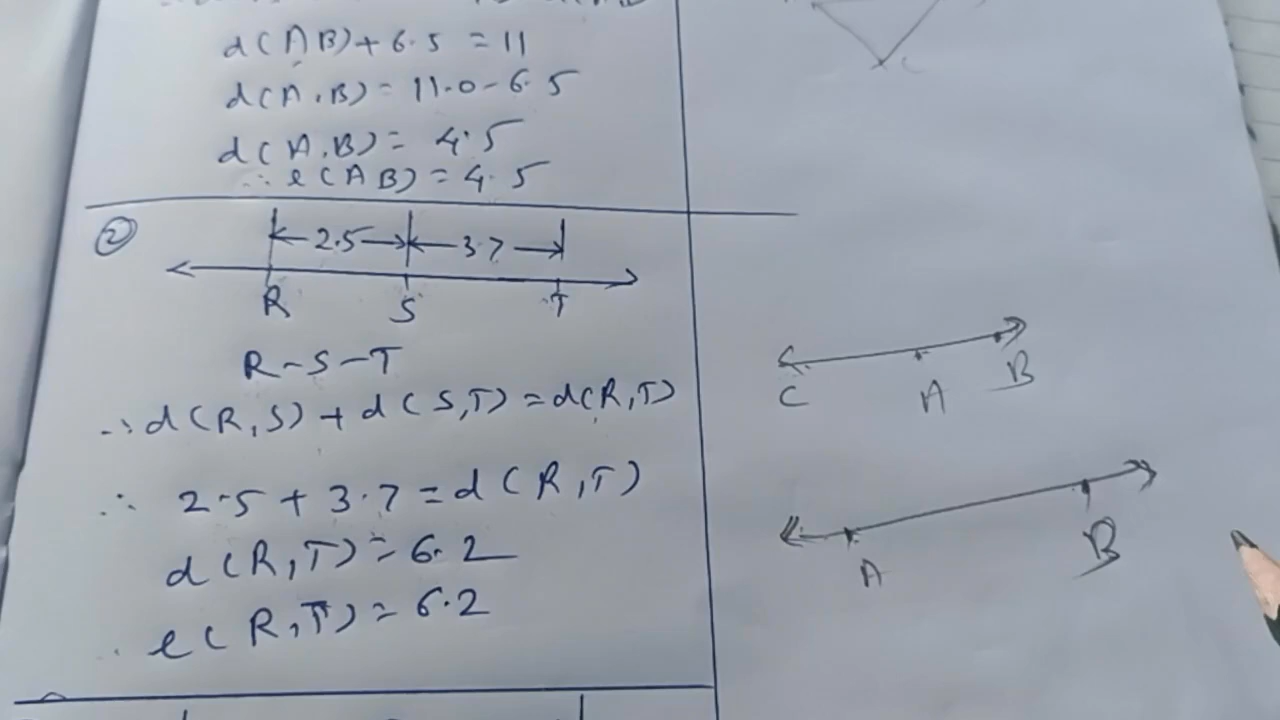 d(AB)+6.5 = 11
d(A,B)= 11.0-6.5
d(A,B)= 4.5
∴ l(AB)=4.5
②
2.5 3.7
R S T
R-S-T
∴ d(R,S)+d(S,T)=d(R,T)
∴ 2.5+3.7=d(R,T)
d(R,T)=6.2
∴ l(R,T)=6.2
C A B
A B